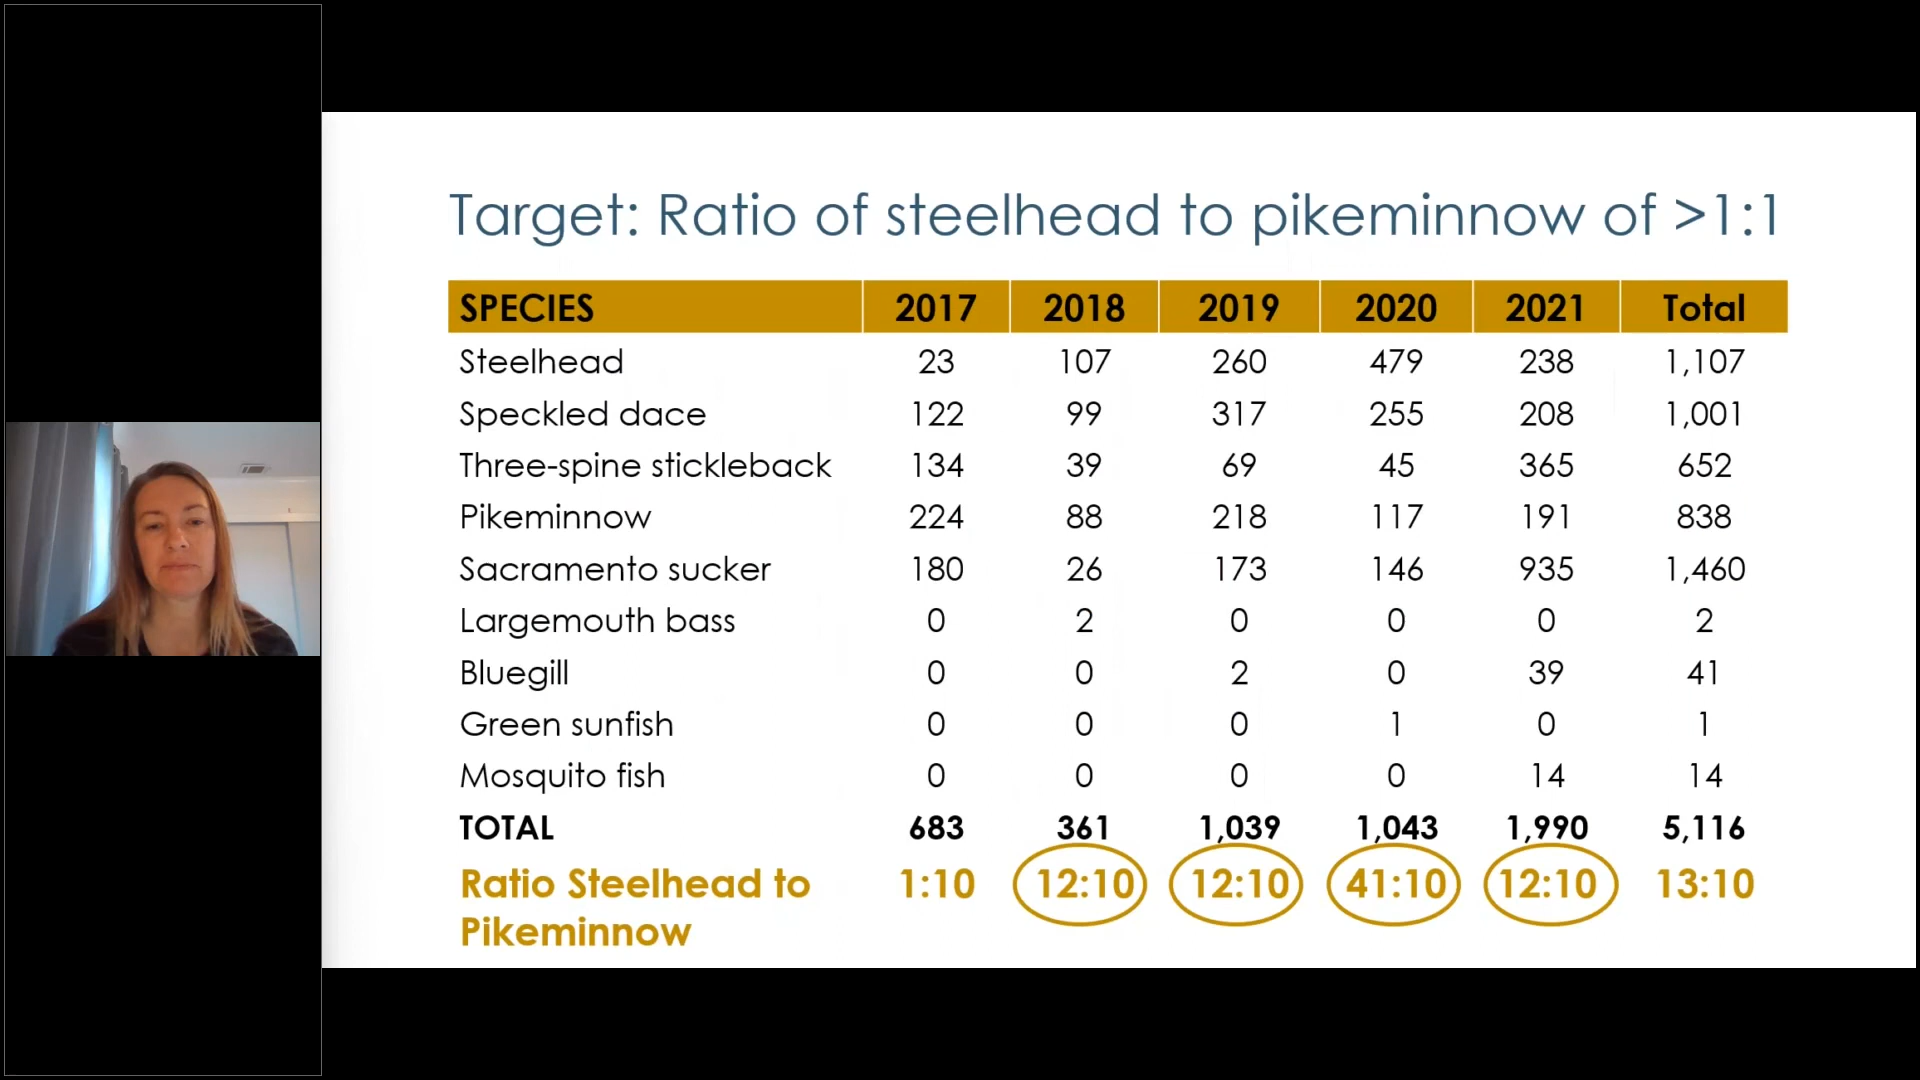 Target: Ratio of steelhead to pikeminnow of >1:1
SPECIES 2017 2018 2019 2020 2021 Total
Steelhead 23 107 260 479 238 1,107
Speckled dace 122 99 317 255 208 1,001
Three-spine stickleback 134 39 69 45 365 652
Pikeminnow 224 88 218 117 191 838
Sacramento sucker 180 26 173 146 935 1,460
Largemouth bass 0 2 0 0 0 2
Bluegill 0 0 2 0 39 41
Green sunfish 0 0 0 1 0 1
Mosquito fish 0 0 0 0 14 14
TOTAL 683 361 1,039 1,043 1,990 5,116
Ratio Steelhead to 1:10 12:10 12:10 41:10 12:10 13:10
Pikeminnow